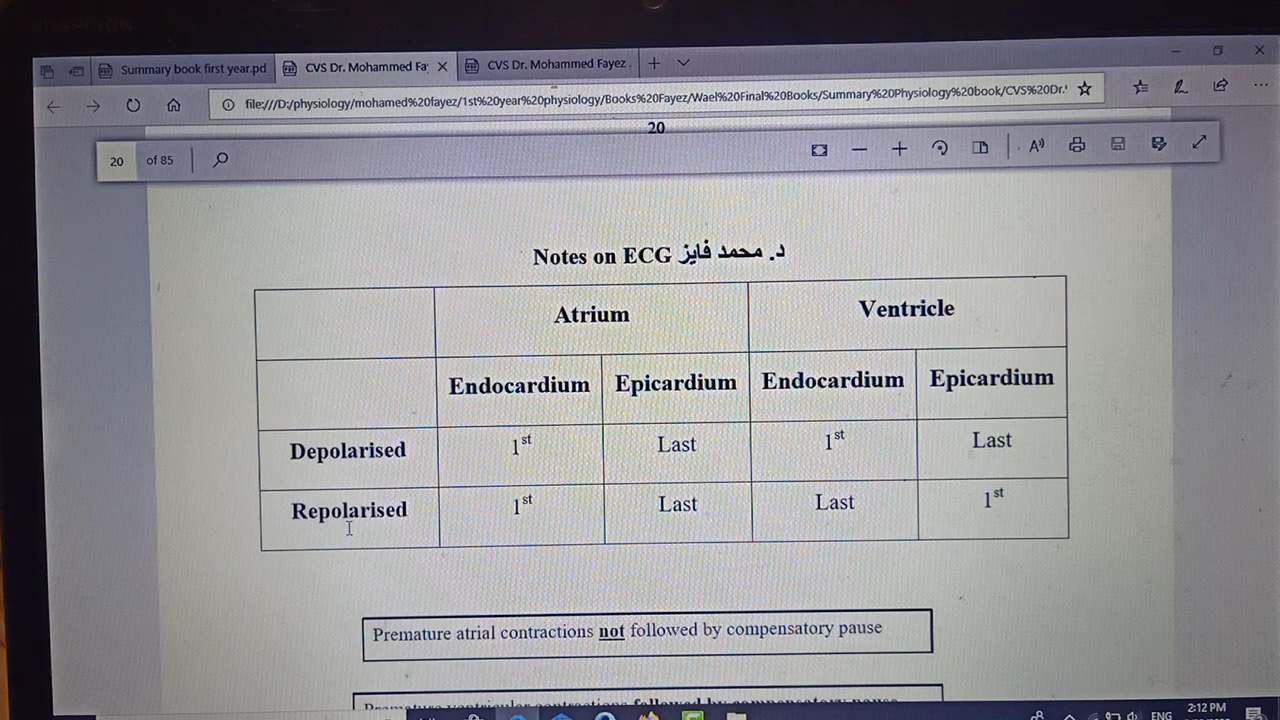 Summary book first year.pd
CVS Dr. Mohammed Fa
CVS Dr. Mohammed Fayez
file:///D:/physiology/mohamed%20fayez/1st%20year%20physiology/Books%20Fayez/Wael%20Final%20Books/Summary%20Physiology%20book/CVS%20Dr.
20
20 of 85
Notes on ECG د. محمد فايز
Atrium Ventricle
Endocardium Epicardium Endocardium Epicardium
Depolarised 1st Last 1st Last
Repolarised 1st Last Last 1st
Premature atrial contractions not followed by compensatory pause
ENG
2:12 PM